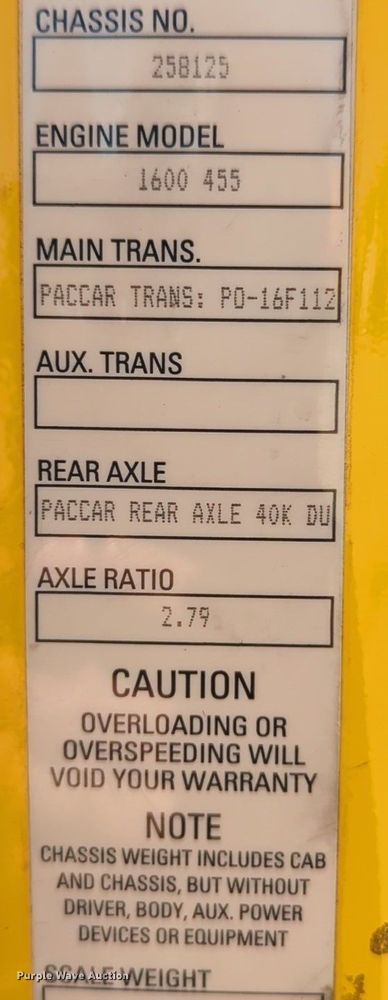 CHASSIS NO.
258125
ENGINE MODEL
1600 455
MAIN TRANS.
PACCAR TRANS: PO-16F112
AUX. TRANS
REAR AXLE
PACCAR REAR AXLE 40K DU
AXLE RATIO
2.79
CAUTION
OVERLOADING OR
OVERSPEEDING WILL
VOID YOUR WARRANTY
NOTE
CHASSIS WEIGHT INCLUDES CAB
AND CHASSIS, BUT WITHOUT
DRIVER, BODY, AUX. POWER
DEVICES OR EQUIPMENT
SCALE WEIGHT
Purple Wave Auction